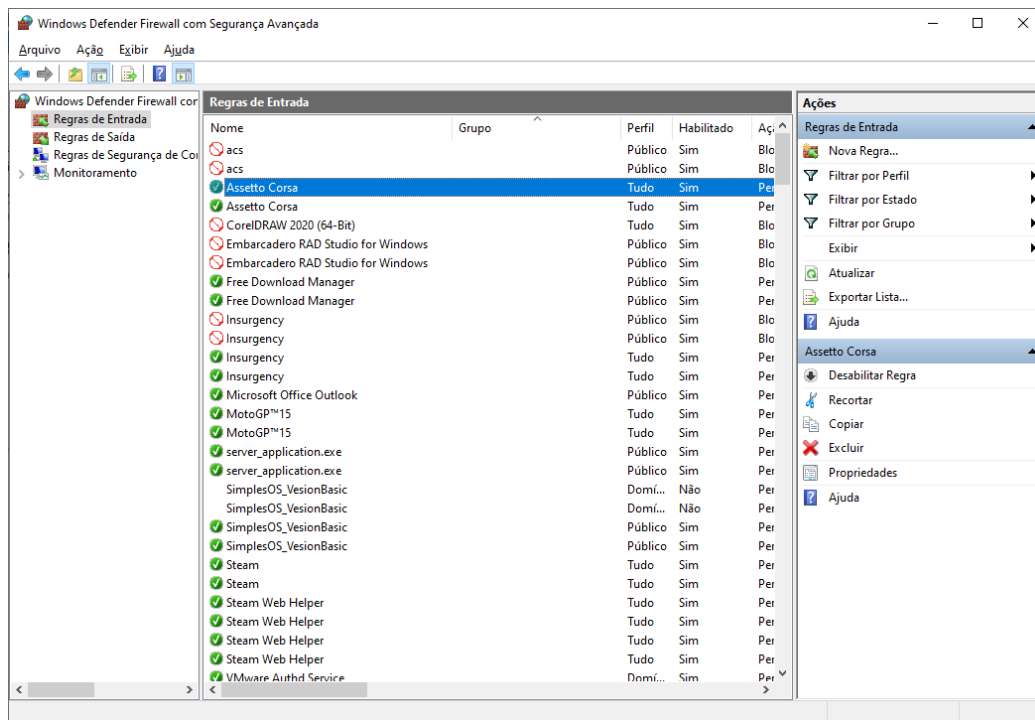 Windows Defender Firewall com Segurança Avançada
Arquivo Ação Exibir Ajuda
Windows Defender Firewall cor
Regras de Entrada
Regras de Saída
Regras de Segurança de Coi
Monitoramento
Regras de Entrada
Nome Grupo Perfil Habilitado Açã
acs Público Sim Blo
acs Público Sim Blo
Assetto Corsa Tudo Sim Per
Assetto Corsa Tudo Sim Per
CorelDRAW 2020 (64-Bit) Tudo Sim Blo
Embarcadero RAD Studio for Windows Público Sim Blo
Embarcadero RAD Studio for Windows Público Sim Blo
Free Download Manager Público Sim Per
Free Download Manager Público Sim Per
Insurgency Público Sim Blo
Insurgency Público Sim Blo
Insurgency Tudo Sim Per
Insurgency Tudo Sim Per
Microsoft Office Outlook Público Sim Per
MotoGP™15 Tudo Sim Per
MotoGP™15 Tudo Sim Per
server_application.exe Público Sim Per
server_application.exe Público Sim Per
SimplesOS_VesionBasic Domí... Não Per
SimplesOS_VesionBasic Domí... Não Per
SimplesOS_VesionBasic Público Sim Per
SimplesOS_VesionBasic Público Sim Per
Steam Tudo Sim Per
Steam Tudo Sim Per
Steam Web Helper Tudo Sim Per
Steam Web Helper Tudo Sim Per
Steam Web Helper Tudo Sim Per
Steam Web Helper Tudo Sim Per
VMware Authd Service Domí... Sim Per
Ações
Regras de Entrada
Nova Regra...
Filtrar por Perfil
Filtrar por Estado
Filtrar por Grupo
Exibir
Atualizar
Exportar Lista...
Ajuda
Assetto Corsa
Desabilitar Regra
Recortar
Copiar
Excluir
Propriedades
Ajuda